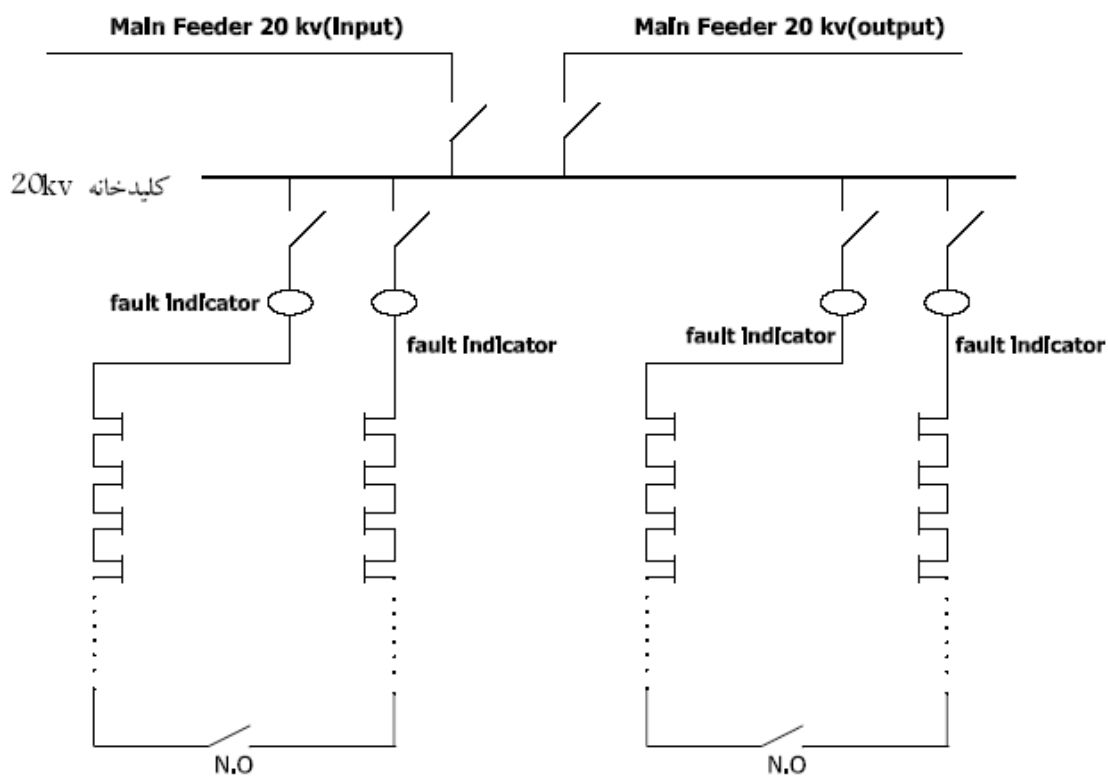 Main Feeder 20 kv(input)
Main Feeder 20 kv(output)
20kv کلیدخانه
fault indicator
fault indicator
fault indicator
fault indicator
N.O
N.O